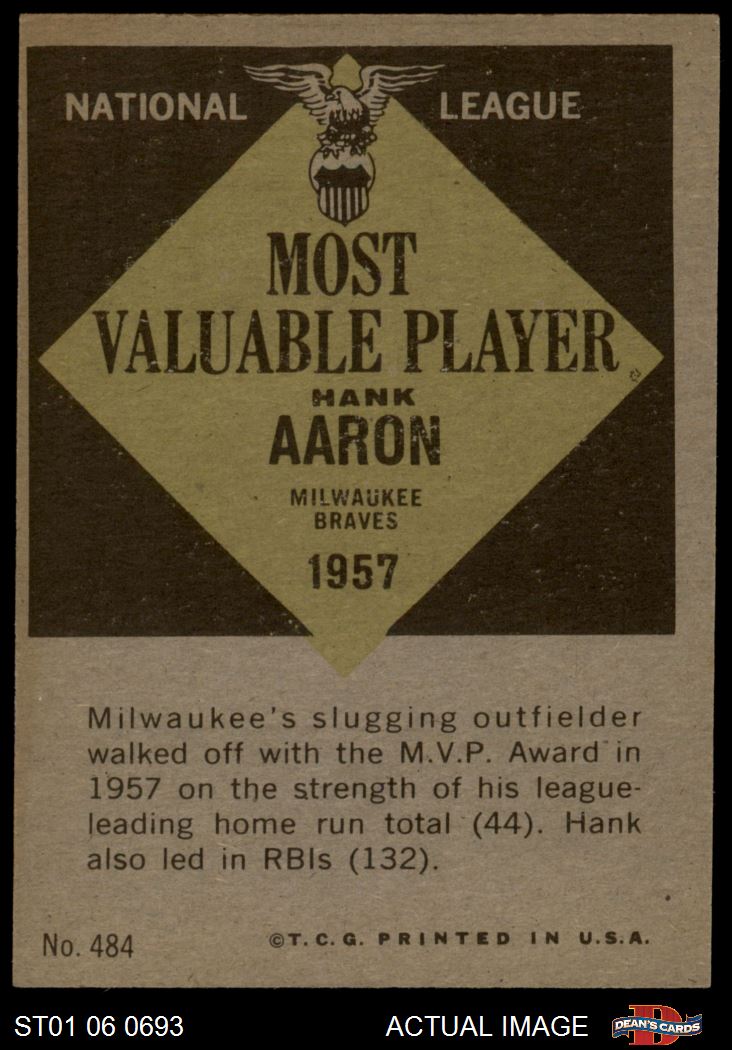 NATIONAL LEAGUE
MOST
VALUABLE PLAYER
HANK
AARON
MILWAUKEE
BRAVES
1957
Milwaukee's slugging outfielder
walked off with the M.V.P. Award in
1957 on the strength of his league-
leading home run total (44). Hank
also led in RBIs (132).
No. 484 ©T.C.G. PRINTED IN U.S.A.
ST01 06 0693 ACTUAL IMAGE D DEAN'S CARDS